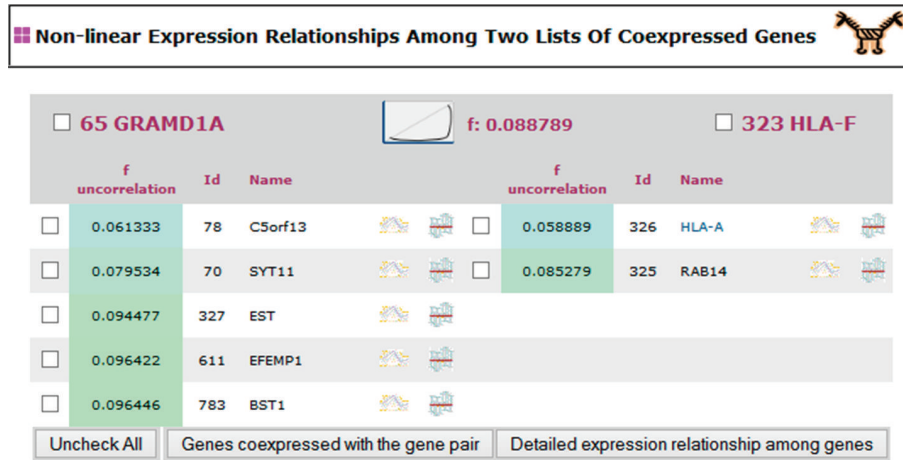 Non-linear Expression Relationships Among Two Lists Of Coexpressed Genes
65 GRAMD1A f: 0.088789 323 HLA-F
f uncorrelation Id Name f uncorrelation Id Name
0.061333 78 C5orf13 0.058889 326 HLA-A
0.079534 70 SYT11 0.085279 325 RAB14
0.094477 327 EST
0.096422 611 EFEMP1
0.096446 783 BST1
Uncheck All Genes coexpressed with the gene pair Detailed expression relationship among genes